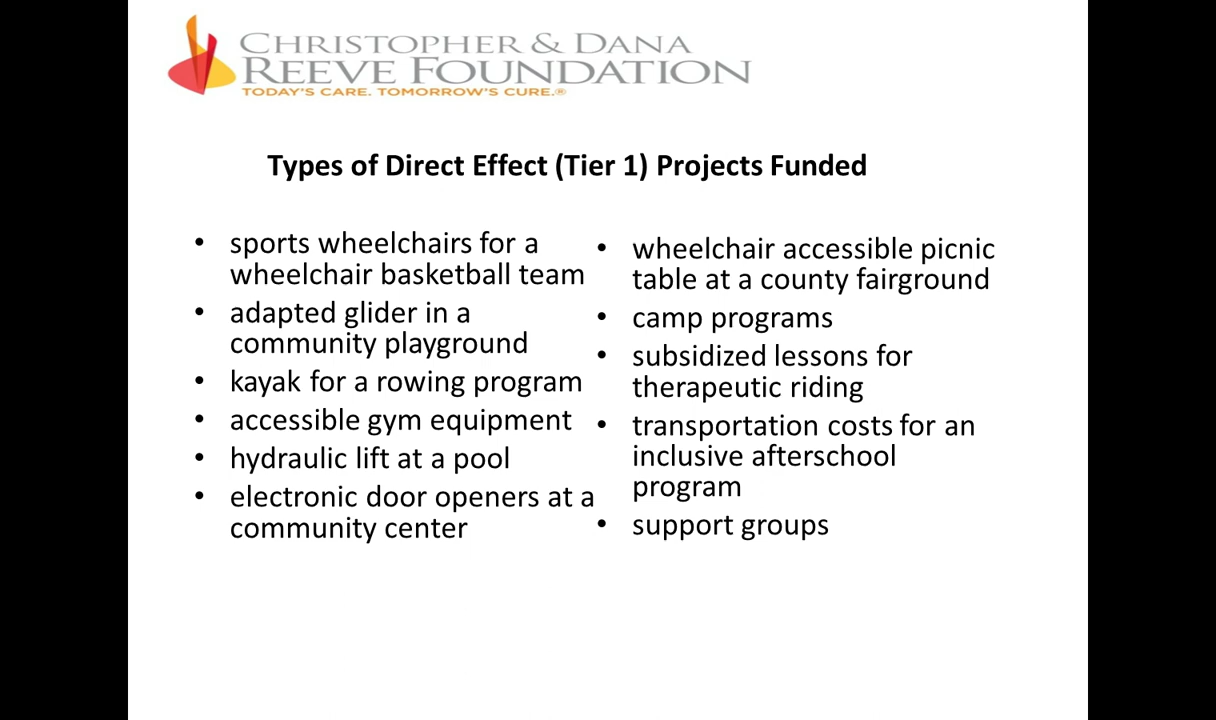 CHRISTOPHER & DANA
REEVE FOUNDATION
TODAY'S CARE. TOMORROW'S CURE.®
Types of Direct Effect (Tier 1) Projects Funded
• sports wheelchairs for a
wheelchair basketball team
• adapted glider in a
community playground
• kayak for a rowing program
• accessible gym equipment
• hydraulic lift at a pool
• electronic door openers at a
community center
• wheelchair accessible picnic
table at a county fairground
• camp programs
• subsidized lessons for
therapeutic riding
• transportation costs for an
inclusive afterschool
program
• support groups